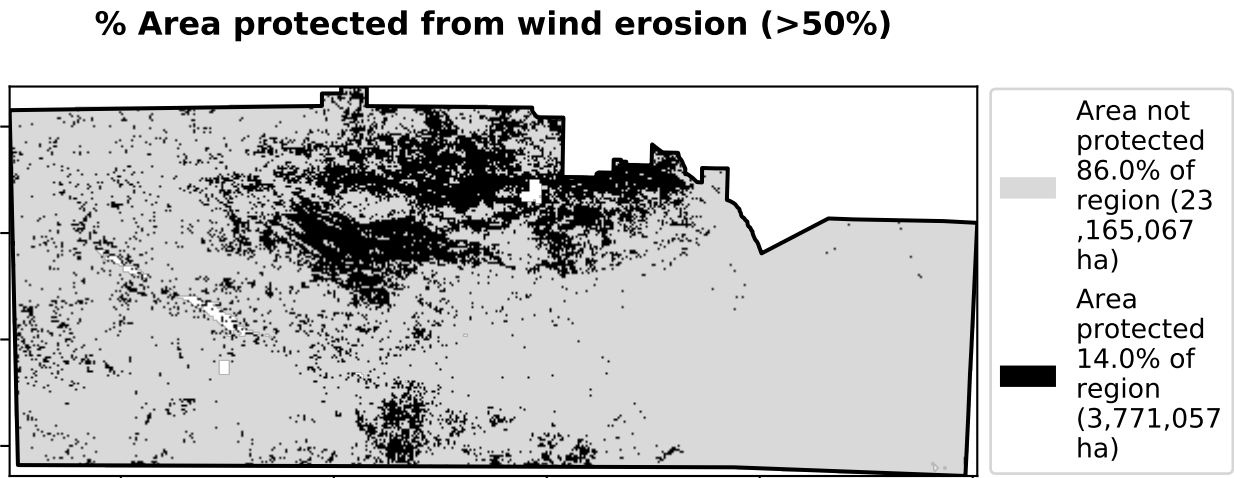 % Area protected from wind erosion (>50%)
Area not
protected
86.0% of
region (23
,165,067
ha)
Area
protected
14.0% of
region
(3,771,057
ha)